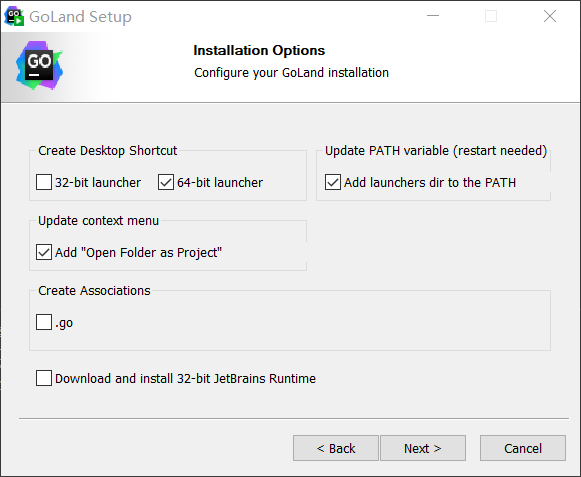 GoLand Setup
GO
Installation Options
Configure your GoLand installation
Create Desktop Shortcut
Update PATH variable (restart needed)
32-bit launcher
64-bit launcher
Add launchers dir to the PATH
Update context menu
Add "Open Folder as Project"
Create Associations
.go
Download and install 32-bit JetBrains Runtime
< Back
Next >
Cancel